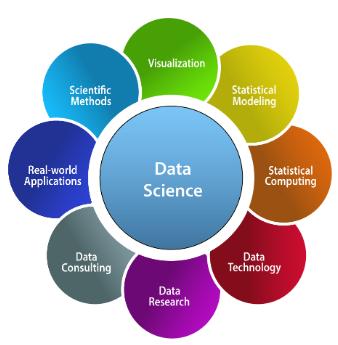 Visualization
Statistical
Modeling
Statistical
Computing
Data
Technology
Data
Research
Data
Consulting
Real-world
Applications
Scientific
Methods
Data
Science